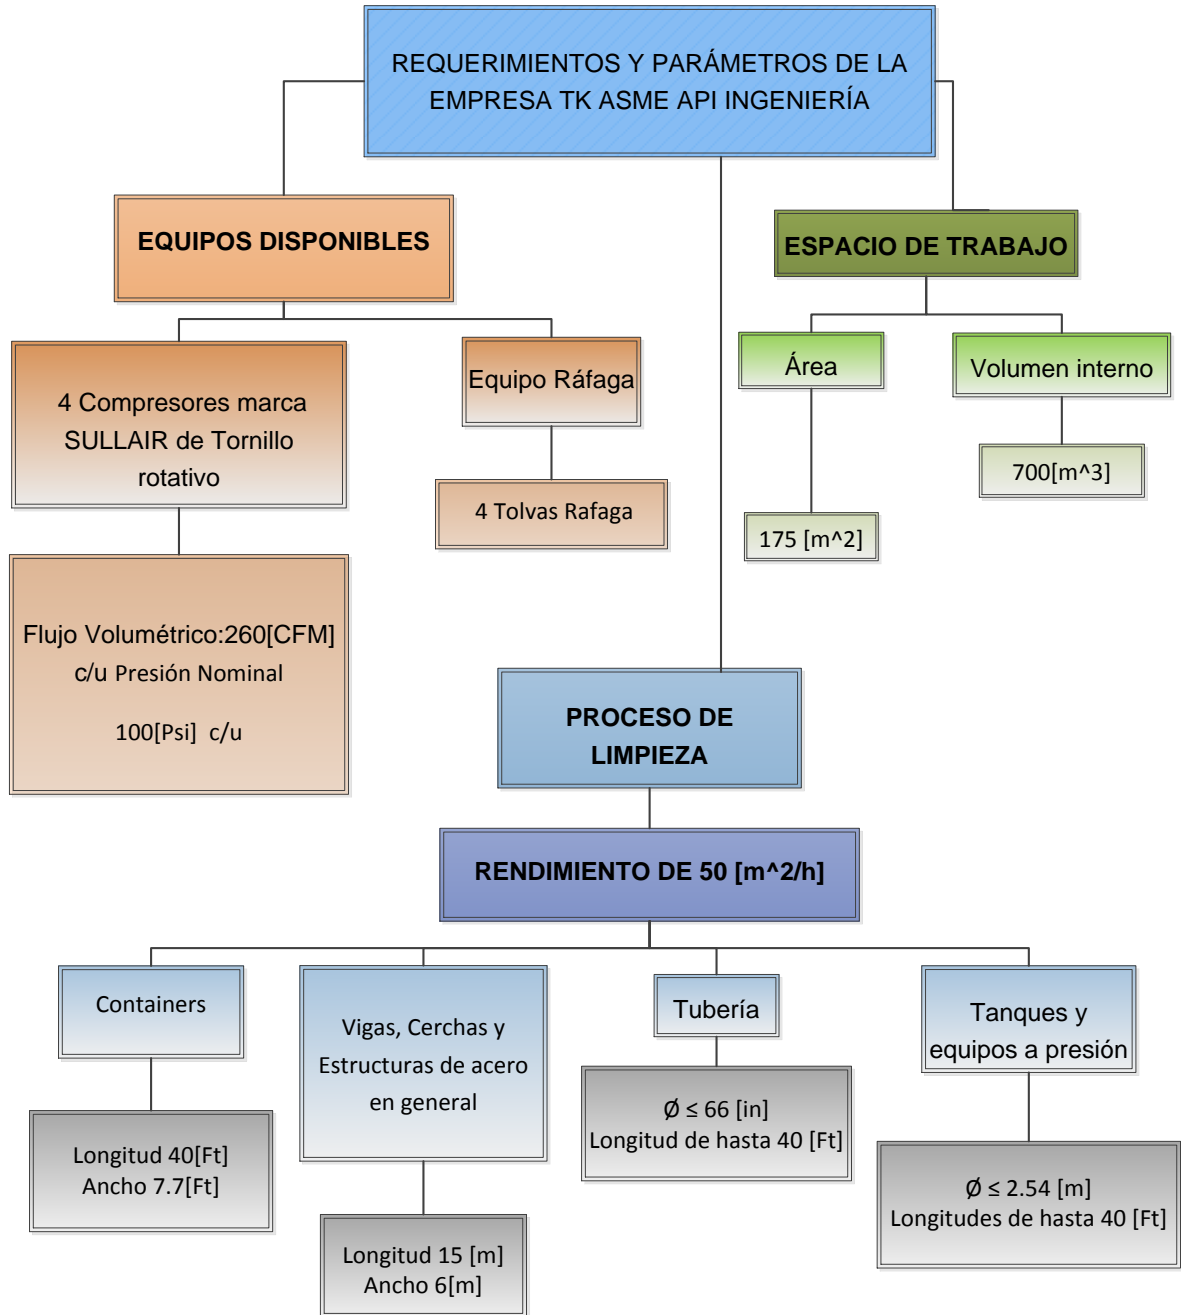 REQUERIMIENTOS Y PARÁMETROS DE LA
EMPRESA TK ASME API INGENIERÍA
EQUIPOS DISPONIBLES
ESPACIO DE TRABAJO
4 Compresores marca
SULLAIR de Tornillo
rotativo
Equipo Ráfaga
Área
Volumen interno
4 Tolvas Rafaga
175 [m^2]
700[m^3]
Flujo Volumétrico:260[CFM]
c/u Presión Nominal
100[Psi] c/u
PROCESO DE
LIMPIEZA
RENDIMIENTO DE 50 [m^2/h]
Containers
Vigas, Cerchas y
Estructuras de acero
en general
Tubería
Tanques y
equipos a presión
Longitud 40[Ft]
Ancho 7.7[Ft]
Longitud 15 [m]
Ancho 6[m]
Ø ≤ 66 [in]
Longitud de hasta 40 [Ft]
Ø ≤ 2.54 [m]
Longitudes de hasta 40 [Ft]